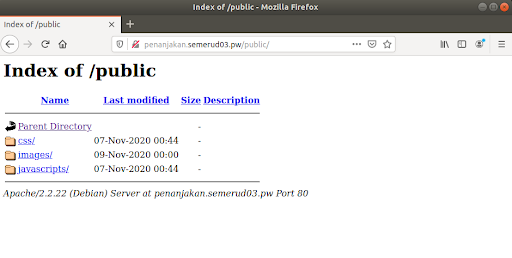 Index of /public - Mozilla Firefox
Index of /public
penanjakan.semerud03.pw/public/
Index of /public
Name Last modified Size Description
Parent Directory -
css/ 07-Nov-2020 00:44 -
images/ 09-Nov-2020 00:00 -
javascripts/ 07-Nov-2020 00:44 -
Apache/2.2.22 (Debian) Server at penanjakan.semerud03.pw Port 80